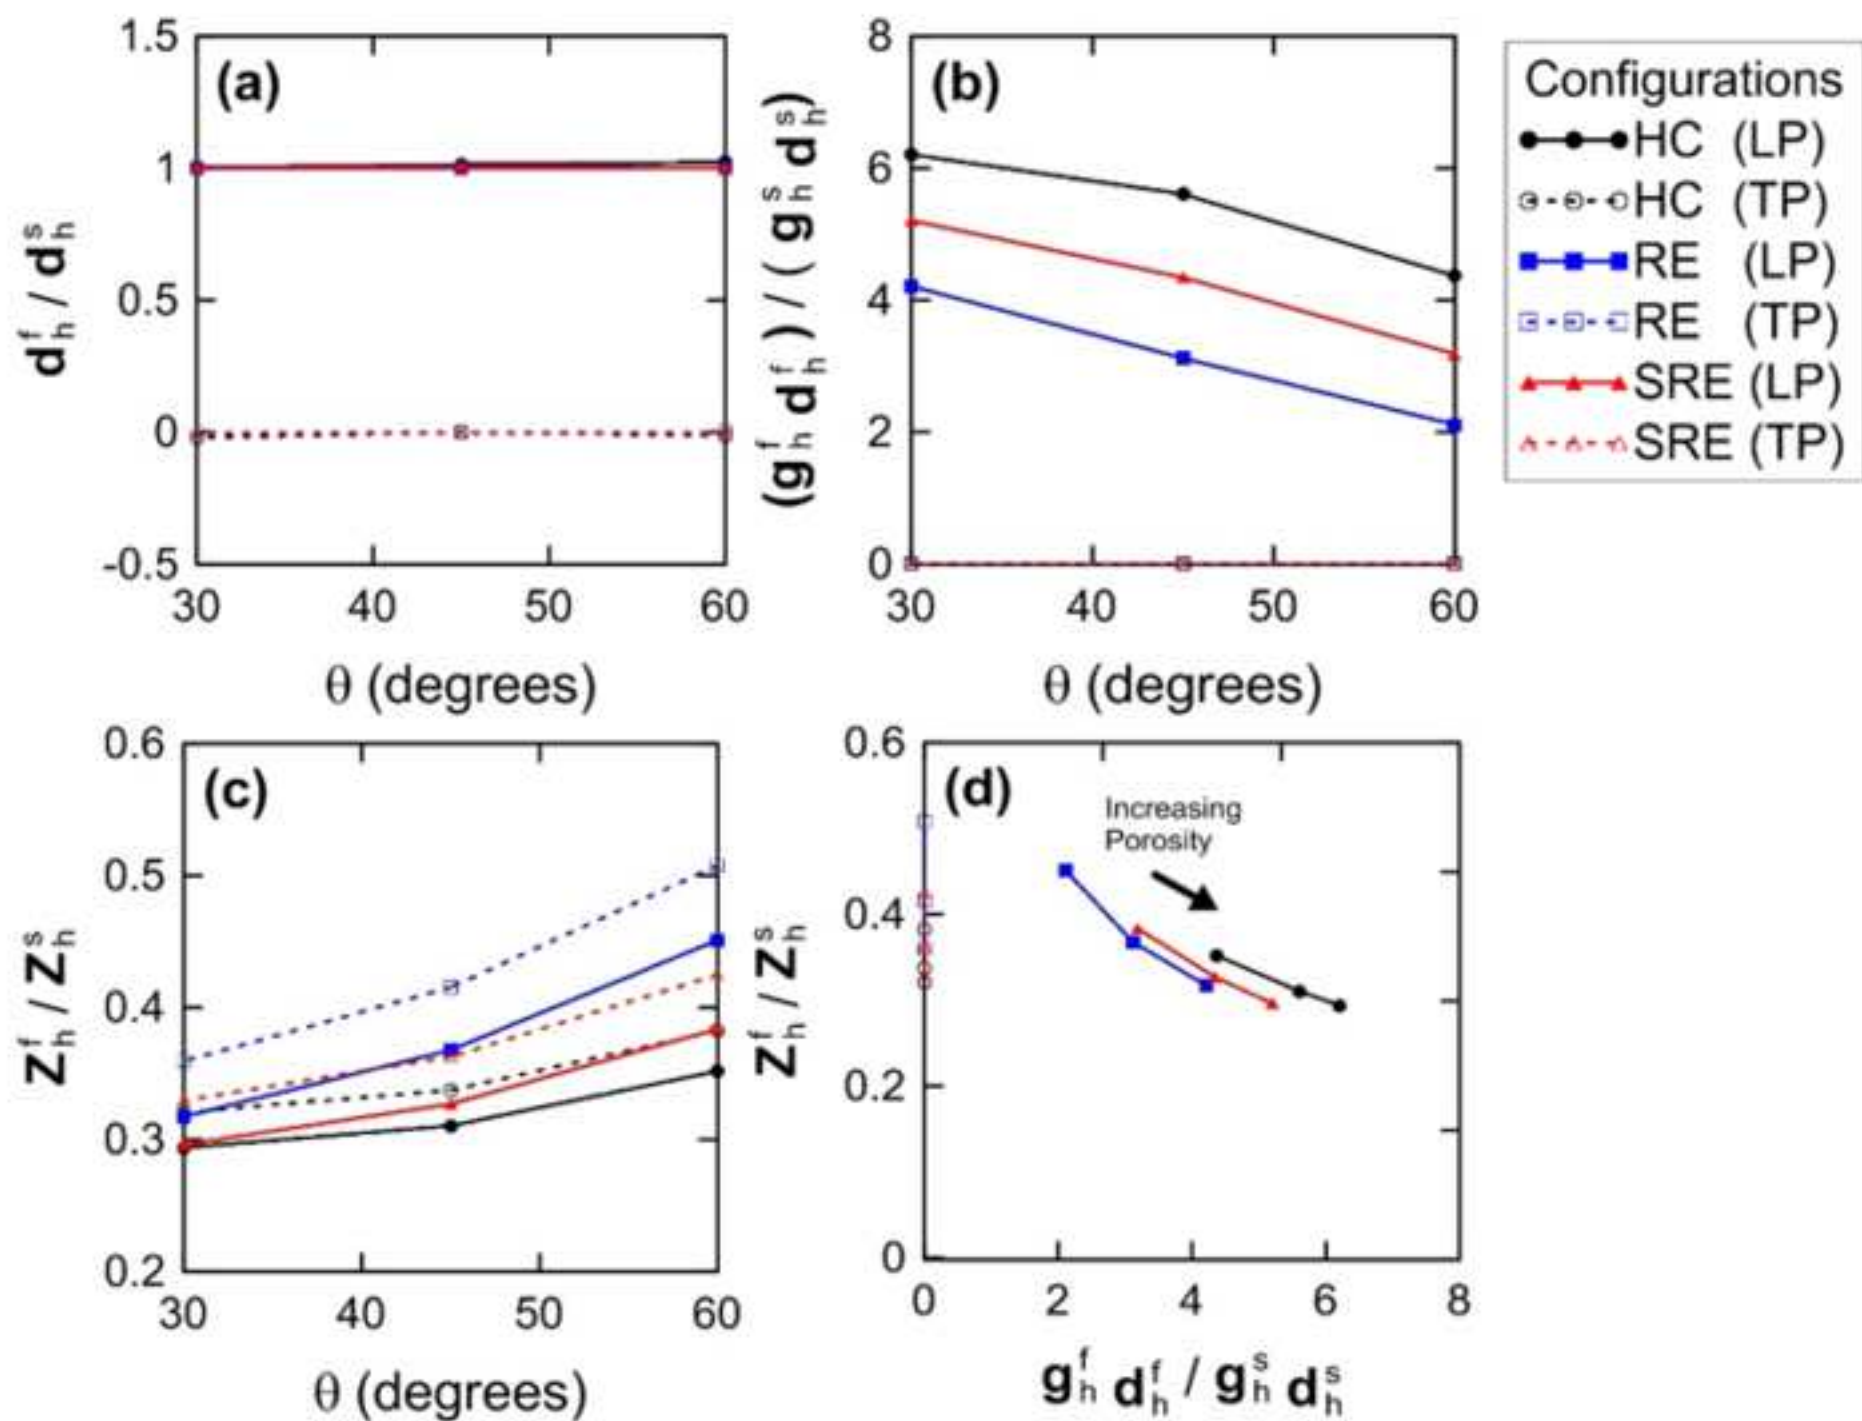 (a)
1.5
1
0.5
0
-0.5
30 40 50 60
d_h^f / d_h^s
θ (degrees)
(b)
8
6
4
2
0
30 40 50 60
(g_h^f d_h^f) / (g_h^s d_h^s)
θ (degrees)
Configurations
HC (LP)
HC (TP)
RE (LP)
RE (TP)
SRE (LP)
SRE (TP)
(c)
0.6
0.5
0.4
0.3
0.2
30 40 50 60
Z_h^f / Z_h^s
θ (degrees)
(d)
Increasing
Porosity
0.6
0.4
0.2
0
0 2 4 6 8
Z_h^f / Z_h^s
g_h^f d_h^f / g_h^s d_h^s